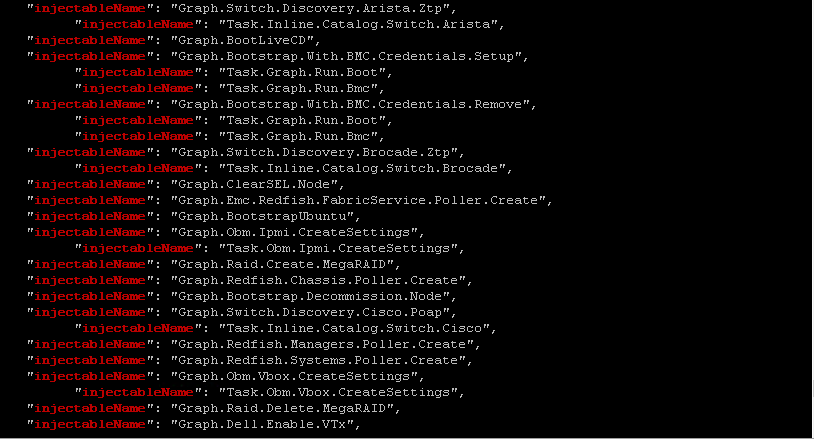 "injectableName": "Graph.Switch.Discovery.Arista.Ztp",
"injectableName": "Task.Inline.Catalog.Switch.Arista",
"injectableName": "Graph.BootLiveCD",
"injectableName": "Graph.Bootstrap.With.BMC.Credentials.Setup",
"injectableName": "Task.Graph.Run.Boot",
"injectableName": "Task.Graph.Run.Bmc",
"injectableName": "Graph.Bootstrap.With.BMC.Credentials.Remove",
"injectableName": "Task.Graph.Run.Boot",
"injectableName": "Task.Graph.Run.Bmc",
"injectableName": "Graph.Switch.Discovery.Brocade.Ztp",
"injectableName": "Task.Inline.Catalog.Switch.Brocade",
"injectableName": "Graph.ClearSEL.Node",
"injectableName": "Graph.Emc.Redfish.FabricService.Poller.Create",
"injectableName": "Graph.BootstrapUbuntu",
"injectableName": "Graph.Obm.Ipmi.CreateSettings",
"injectableName": "Task.Obm.Ipmi.CreateSettings",
"injectableName": "Graph.Raid.Create.MegaRAID",
"injectableName": "Graph.Redfish.Chassis.Poller.Create",
"injectableName": "Graph.Bootstrap.Decommission.Node",
"injectableName": "Graph.Switch.Discovery.Cisco.Poap",
"injectableName": "Task.Inline.Catalog.Switch.Cisco",
"injectableName": "Graph.Redfish.Managers.Poller.Create",
"injectableName": "Graph.Redfish.Systems.Poller.Create",
"injectableName": "Graph.Obm.Vbox.CreateSettings",
"injectableName": "Task.Obm.Vbox.CreateSettings",
"injectableName": "Graph.Raid.Delete.MegaRAID",
"injectableName": "Graph.Dell.Enable.VTx",